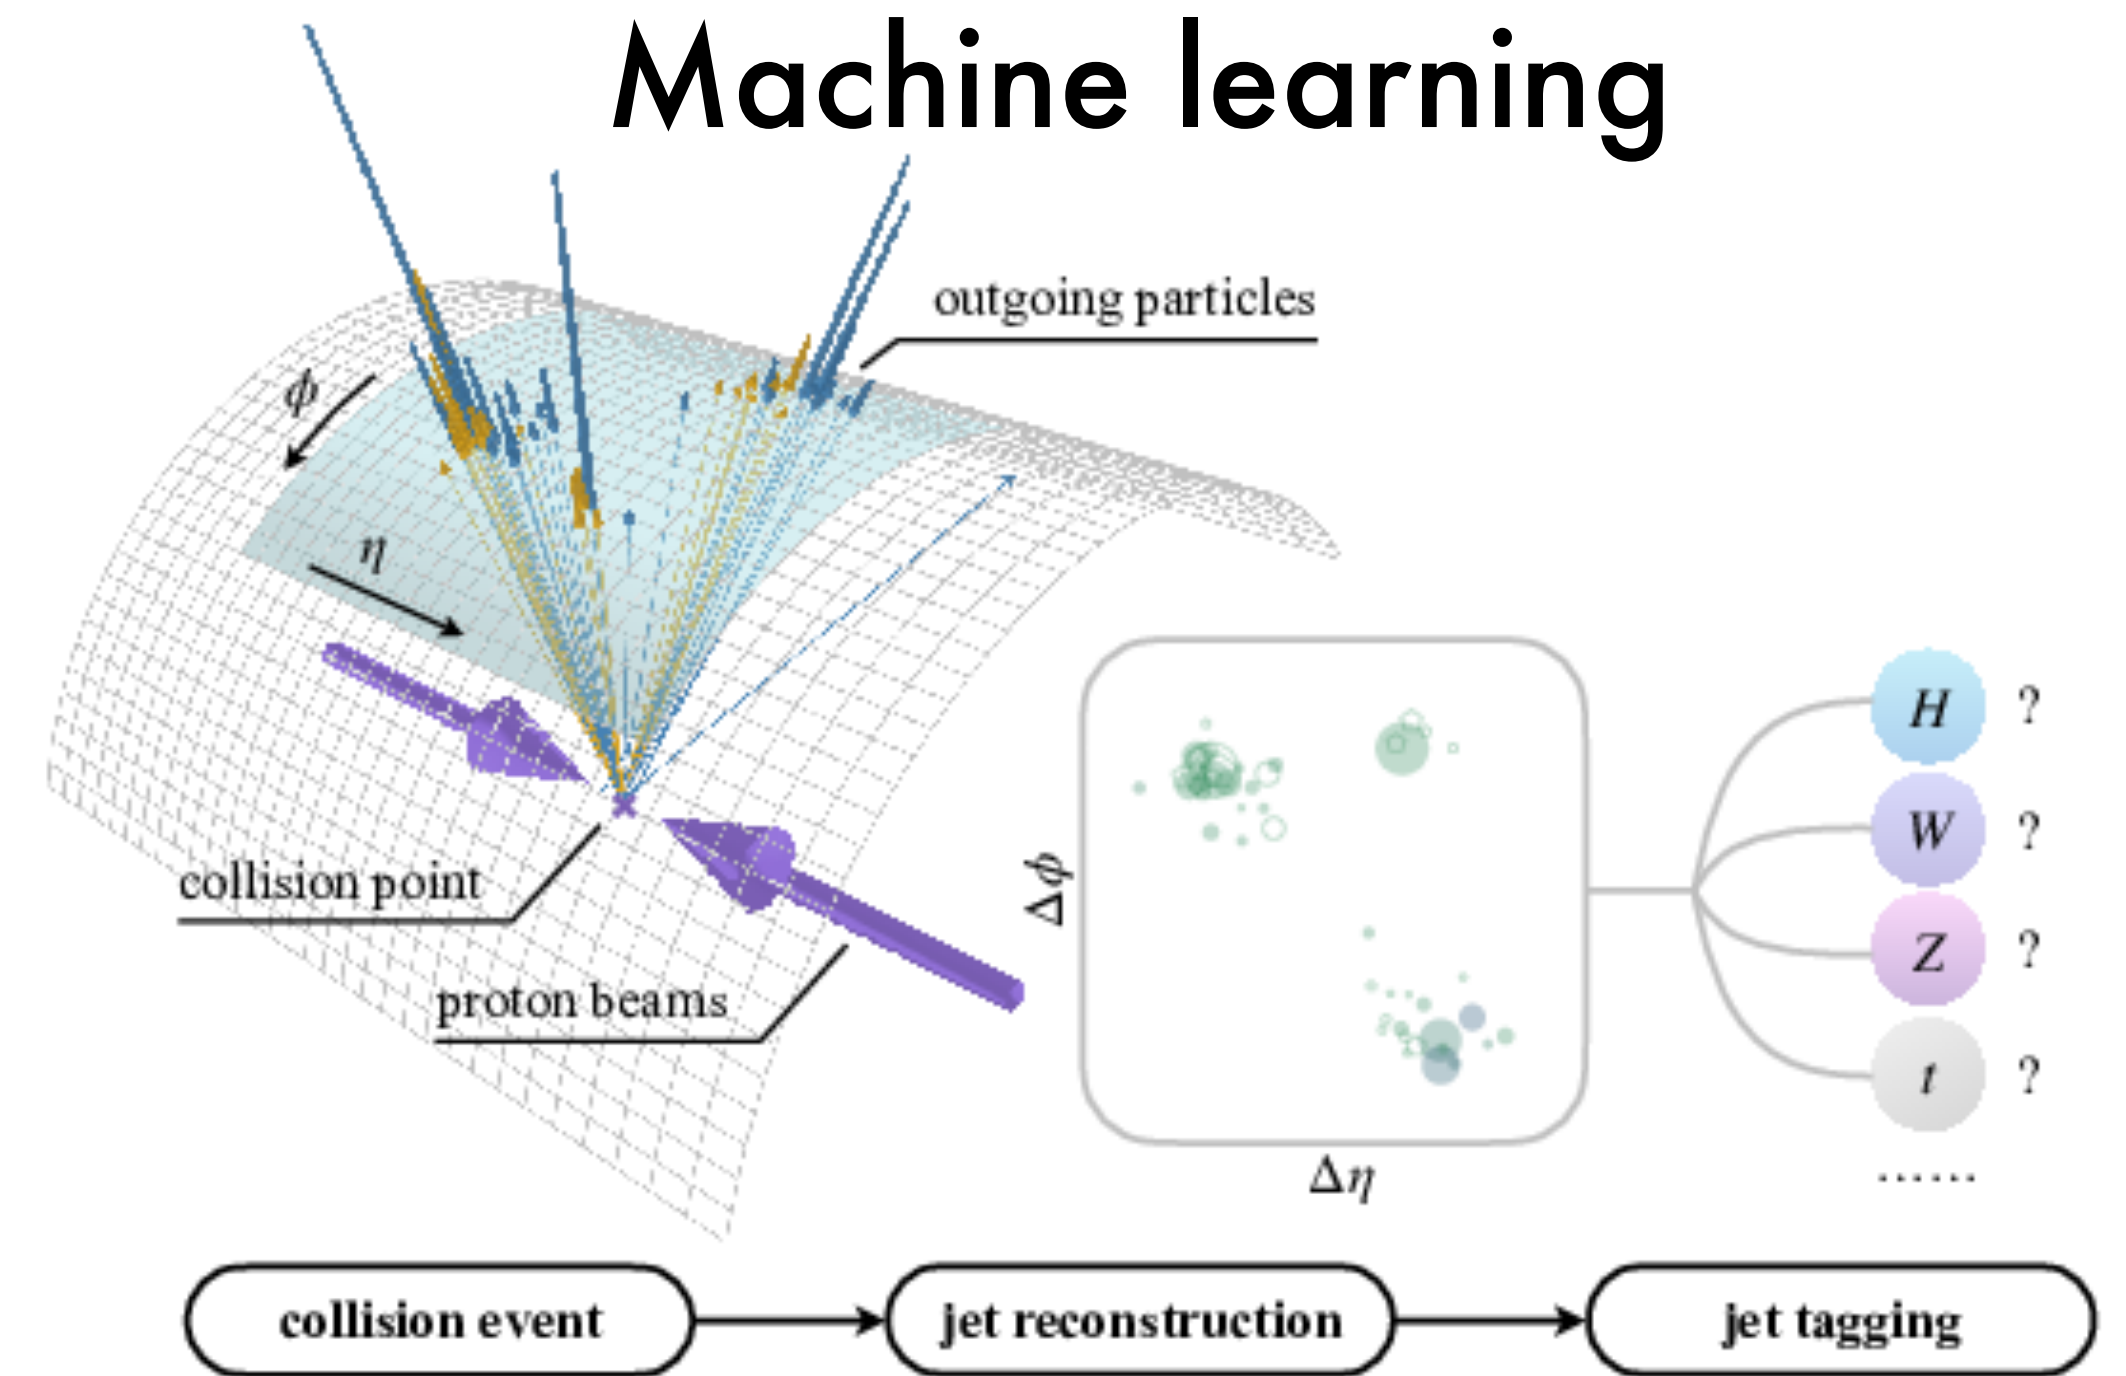 Machine learning
outgoing particles
ϕ
η
collision point
proton beams
Δϕ
Δη
H ?
W ?
Z ?
t ?
......
collision event
jet reconstruction
jet tagging